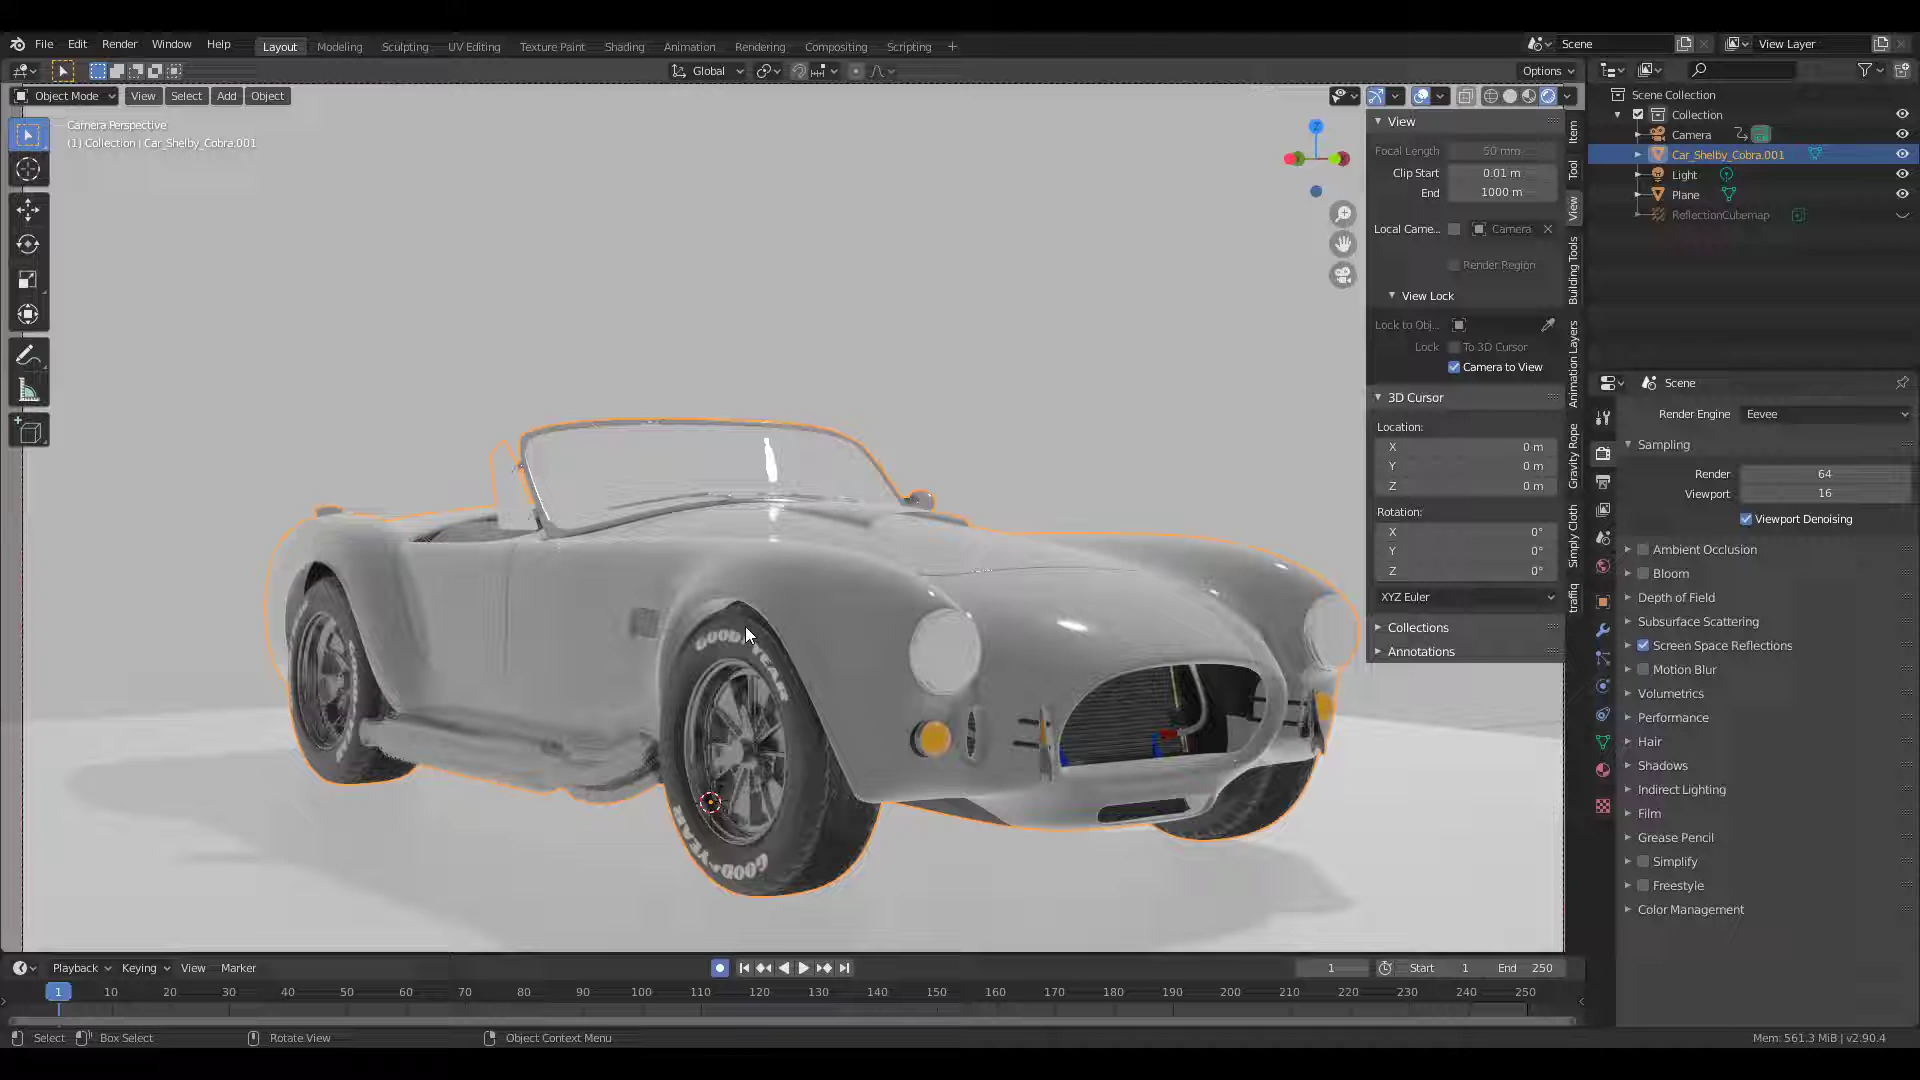 File Edit Render Window Help
Layout Modeling Sculpting UV Editing Texture Paint Shading Animation Rendering Compositing Scripting +
Scene
View Layer
Global
Options
Object Mode View Select Add Object
Camera Perspective
(1) Collection | Car_Shelby_Cobra.001
Z
View
Focal Length 50 mm
Clip Start 0.01 m
End 1000 m
Local Came... Camera
Render Region
View Lock
Lock to Obj...
Lock To 3D Cursor
Camera to View
3D Cursor
Location:
X 0 m
Y 0 m
Z 0 m
Rotation:
X 0°
Y 0°
Z 0°
XYZ Euler
Collections
Annotations
Item
Tool
View
Building Tools
Animation Layers
Gravity Rope
Simply Cloth
traffiq
Scene Collection
Collection
Camera
Car_Shelby_Cobra.001
Light
Plane
ReflectionCubemap
Scene
Render Engine Eevee
Sampling
Render 64
Viewport 16
Viewport Denoising
Ambient Occlusion
Bloom
Depth of Field
Subsurface Scattering
Screen Space Reflections
Motion Blur
Volumetrics
Performance
Hair
Shadows
Indirect Lighting
Film
Grease Pencil
Simplify
Freestyle
Color Management
GOOD YEAR
GOOD YEAR
Playback Keying View Marker
1 Start 1 End 250
1 10 20 30 40 50 60 70 80 90 100 110 120 130 140 150 160 170 180 190 200 210 220 230 240 250
Select Box Select Rotate View Object Context Menu
Mem: 561.3 MiB | v2.90.4